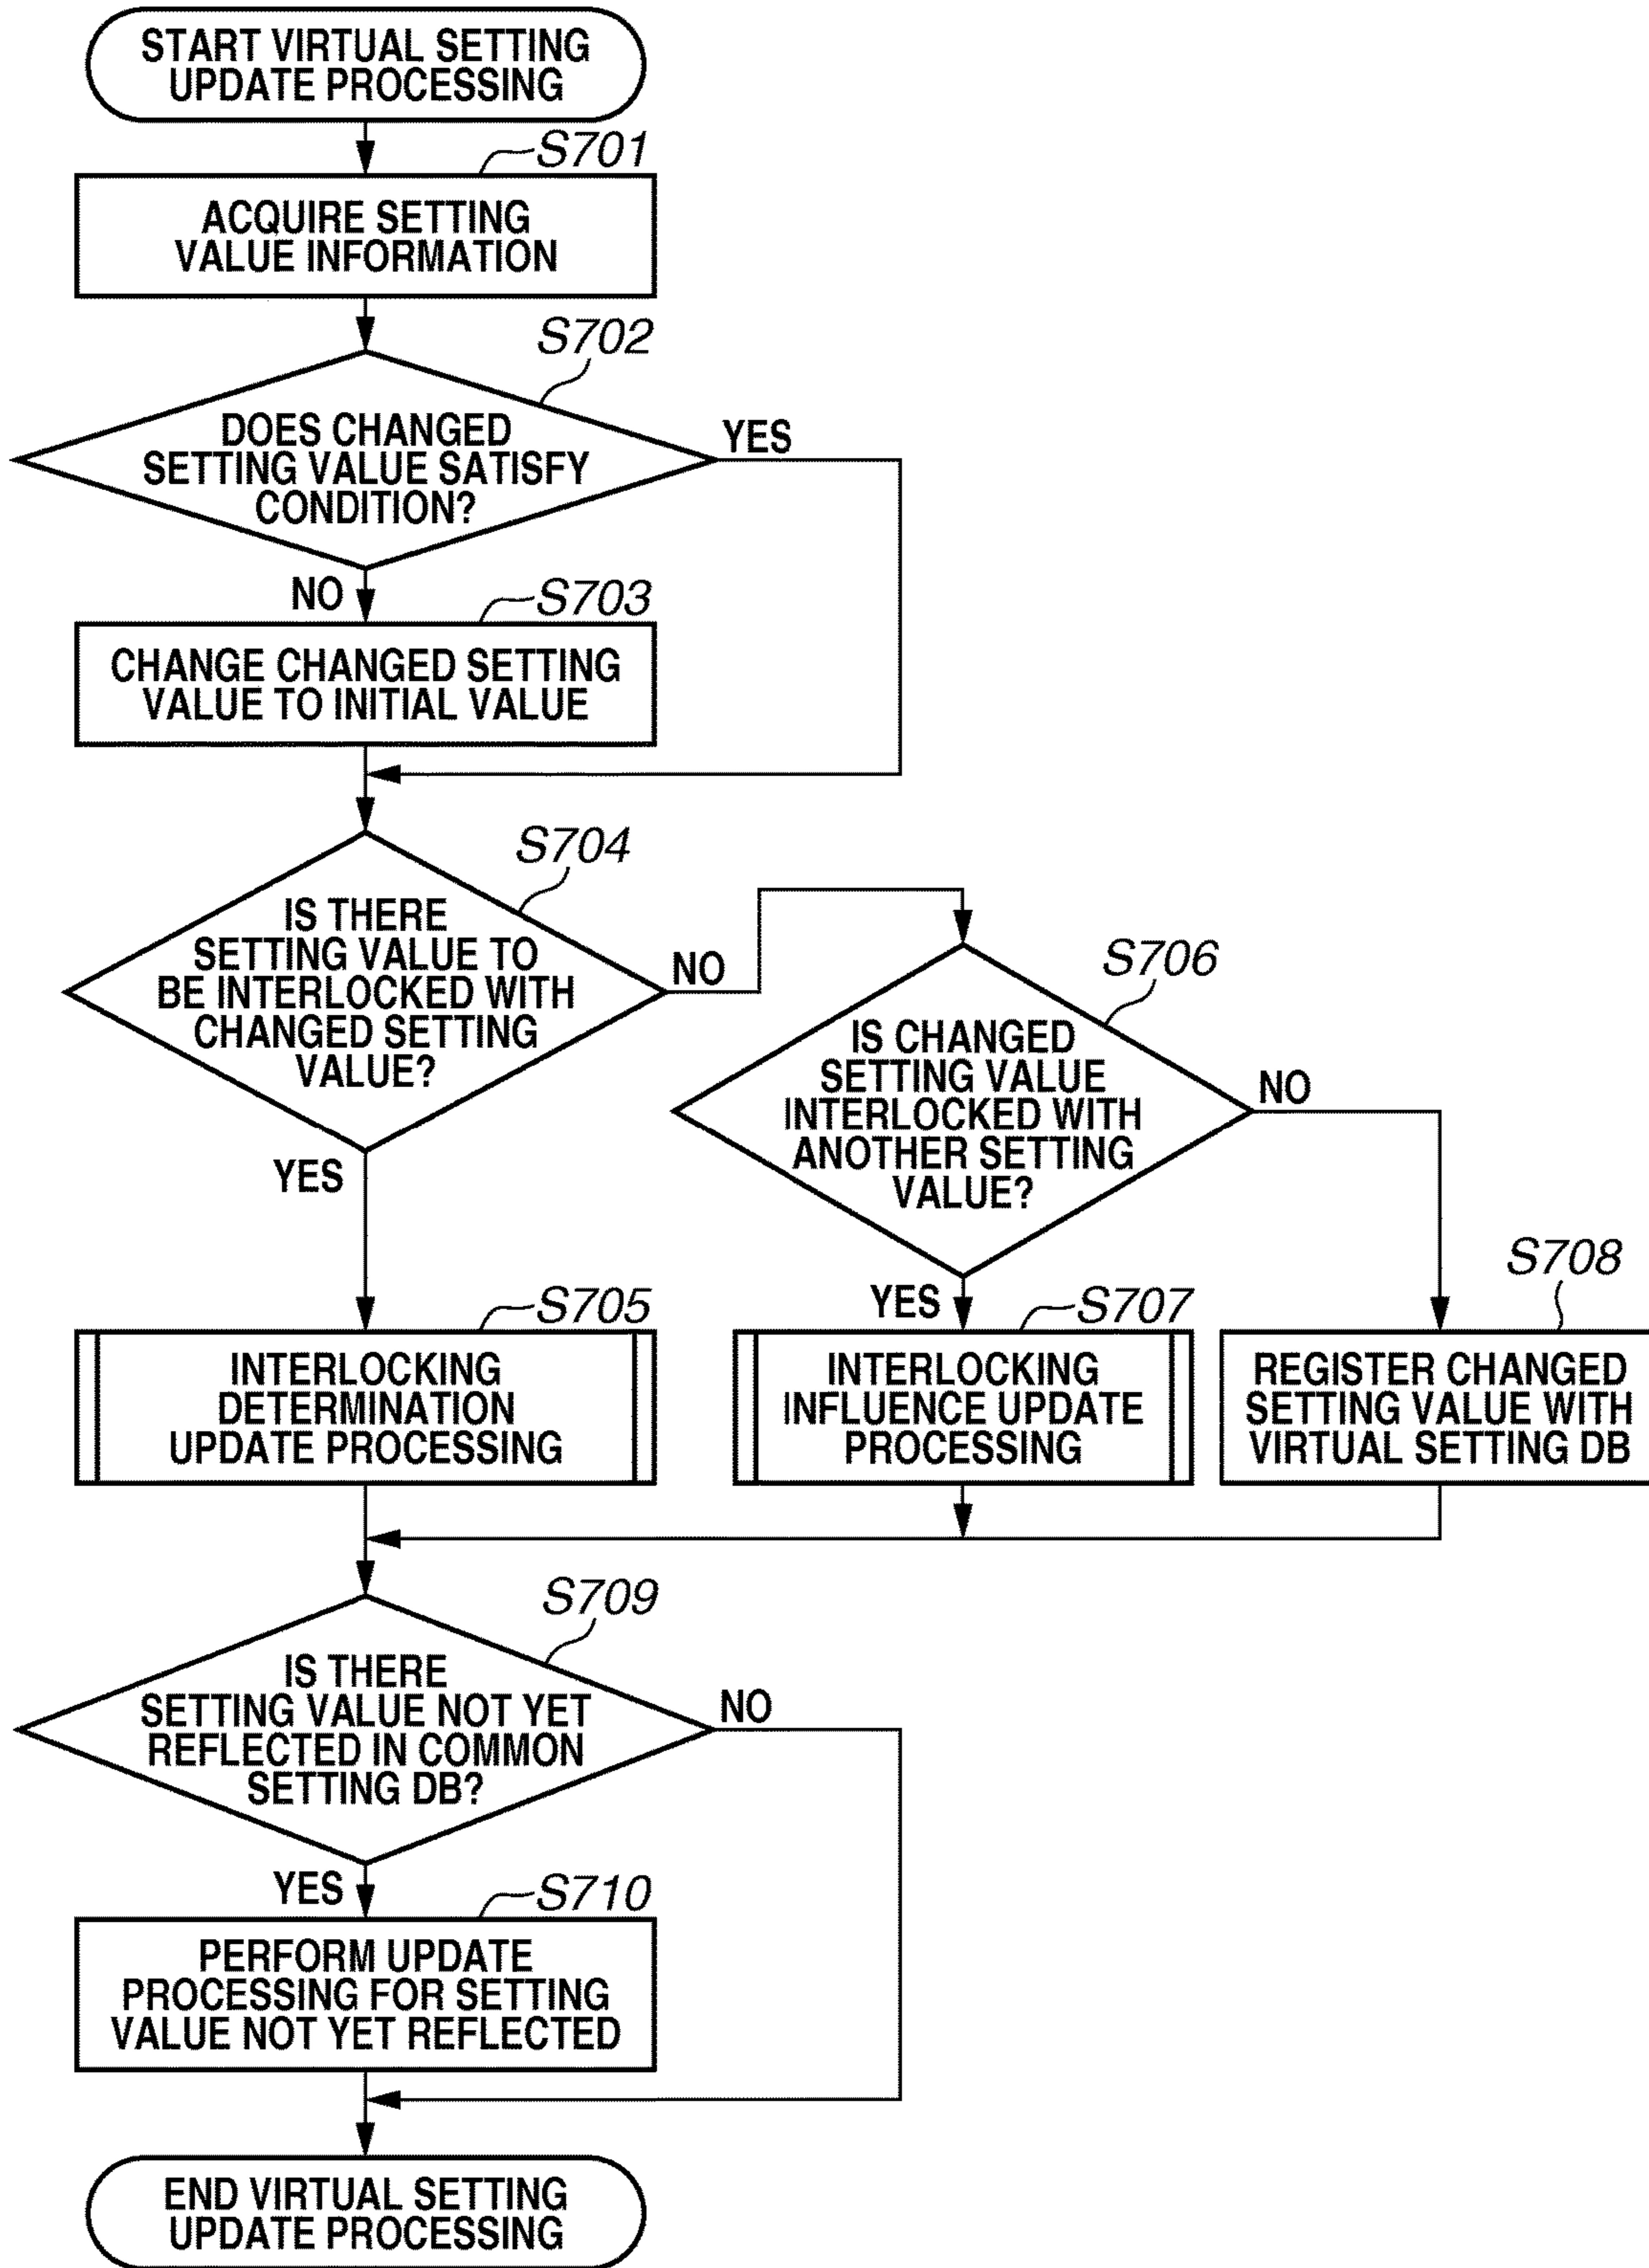 START VIRTUAL SETTING
UPDATE PROCESSING
S701
ACQUIRE SETTING
VALUE INFORMATION
S702
DOES CHANGED
SETTING VALUE SATISFY
CONDITION?
YES
NO
S703
CHANGE CHANGED SETTING
VALUE TO INITIAL VALUE
S704
IS THERE
SETTING VALUE TO
BE INTERLOCKED WITH
CHANGED SETTING
VALUE?
NO
YES
S706
IS CHANGED
SETTING VALUE
INTERLOCKED WITH
ANOTHER SETTING
VALUE?
NO
YES
S705
INTERLOCKING
DETERMINATION
UPDATE PROCESSING
S707
INTERLOCKING
INFLUENCE UPDATE
PROCESSING
S708
REGISTER CHANGED
SETTING VALUE WITH
VIRTUAL SETTING DB
S709
IS THERE
SETTING VALUE NOT YET
REFLECTED IN COMMON
SETTING DB?
NO
YES
S710
PERFORM UPDATE
PROCESSING FOR SETTING
VALUE NOT YET REFLECTED
END VIRTUAL SETTING
UPDATE PROCESSING